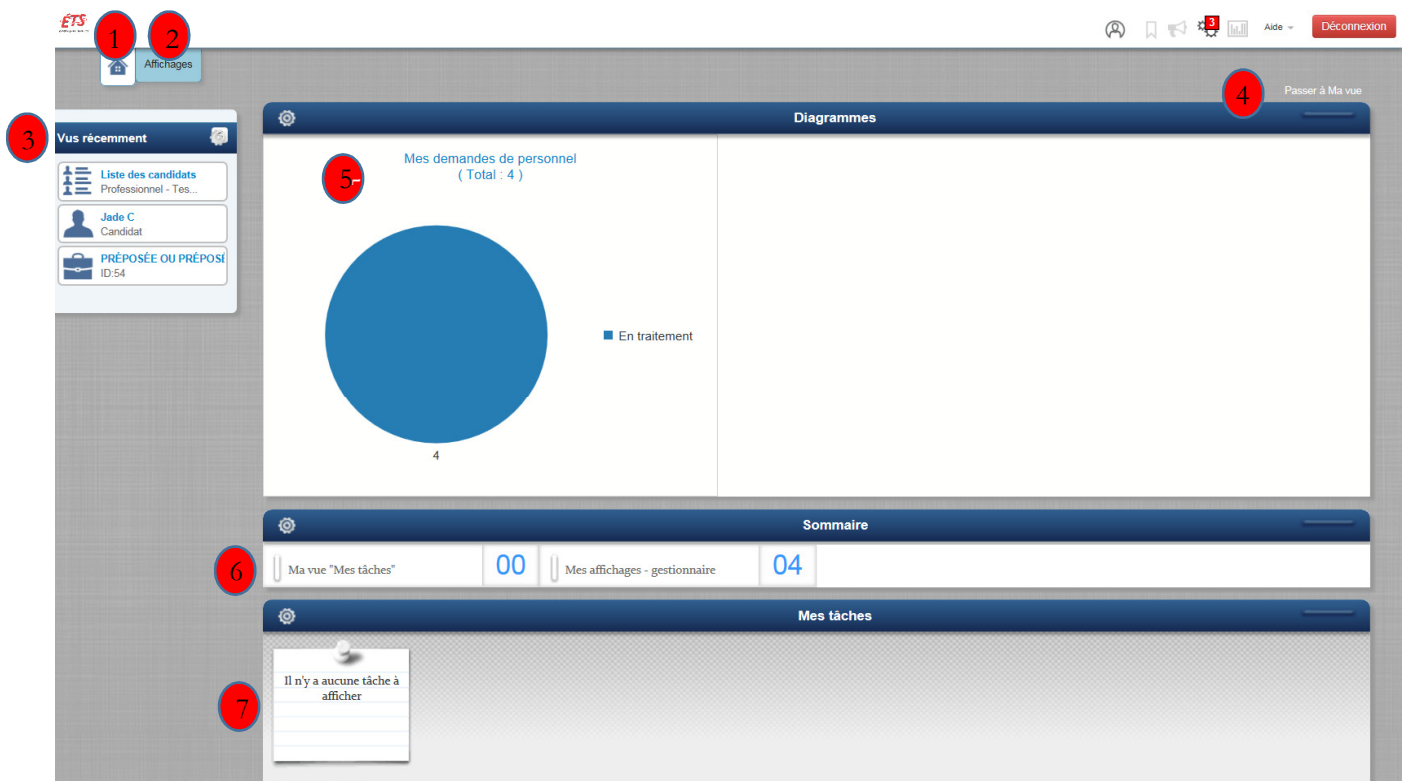 ÉTS
1
2
3
Aide
Déconnexion
Affichages
4
Passer à Ma vue
3
Vus récemment
Liste des candidats
Professionnel - Tes...
Jade C
Candidat
PRÉPOSÉE OU PRÉPOSÉ
ID:54
Diagrammes
5-
Mes demandes de personnel
( Total : 4 )
En traitement
4
Sommaire
6
Ma vue "Mes tâches"
00
Mes affichages - gestionnaire
04
Mes tâches
7
Il n'y a aucune tâche à
afficher